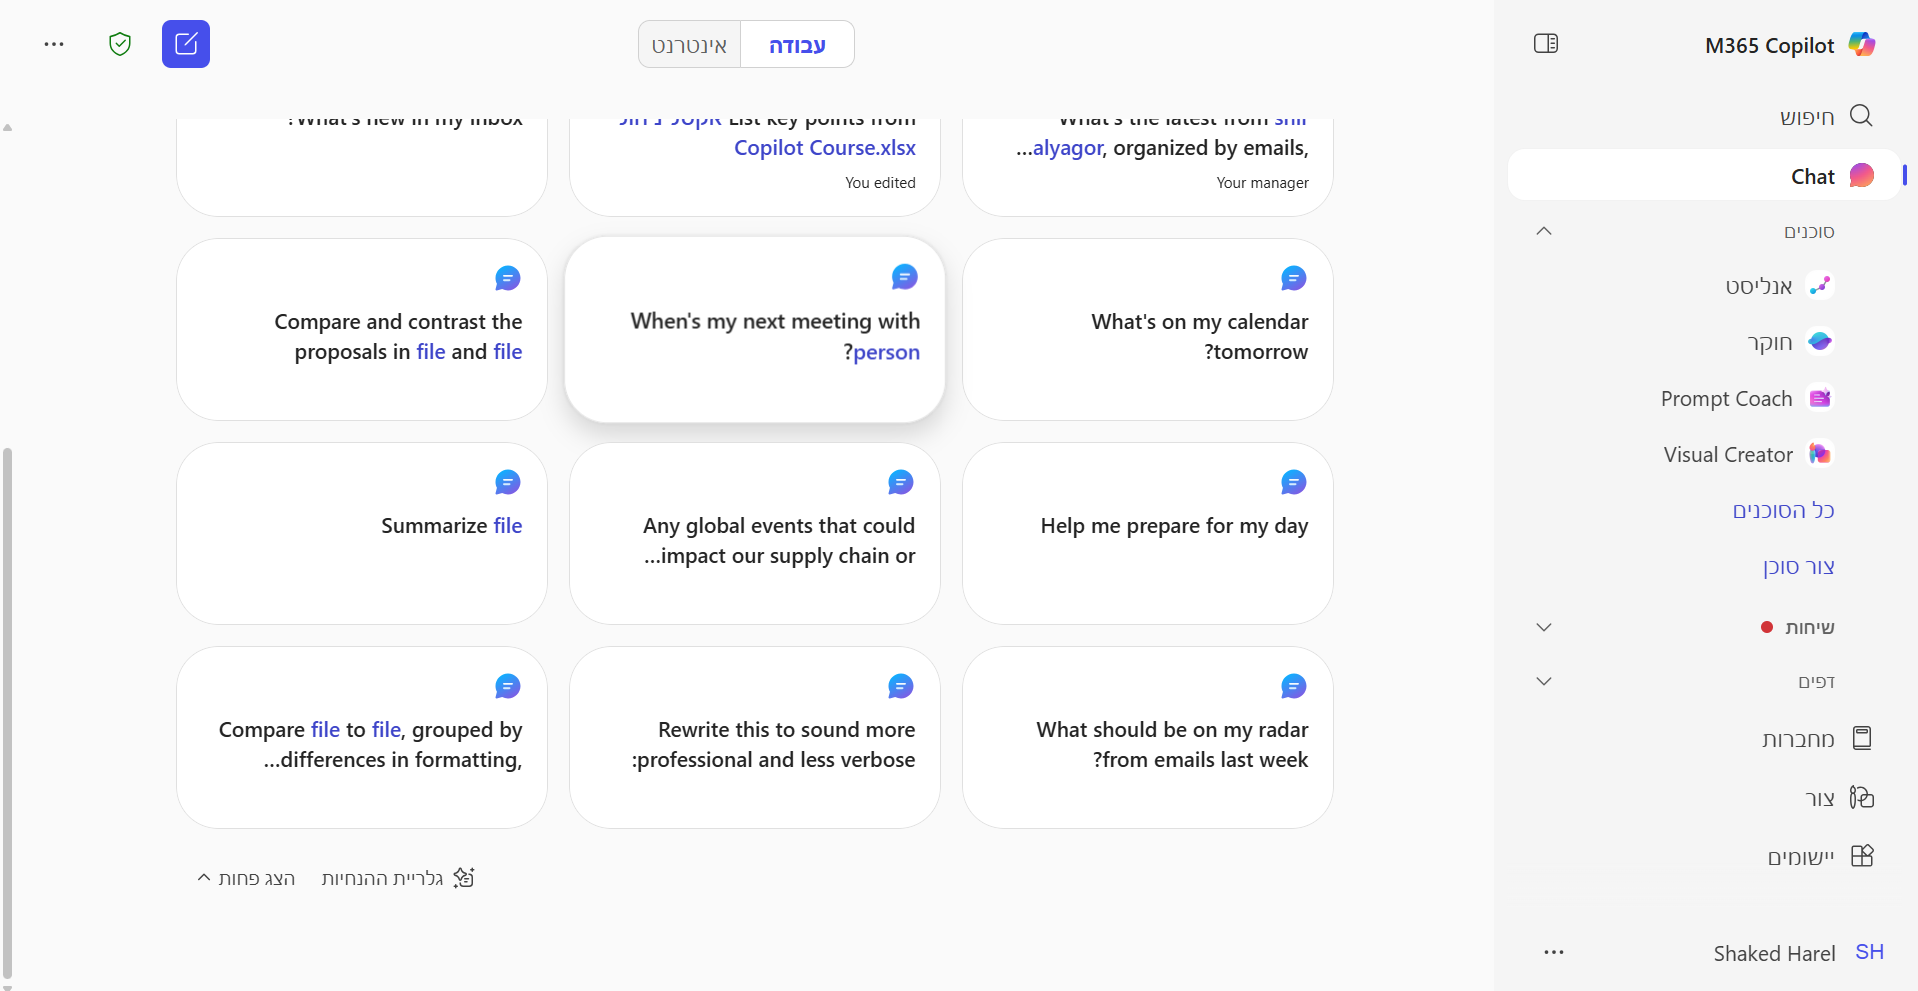 M365 Copilot
חיפוש
Chat
סוכנים
אנליסט
חוקר
Prompt Coach
Visual Creator
כל הסוכנים
צור סוכן
שיחות
דפים
מחברות
צור
יישומים
Shaked Harel
SH
עבודה
אינטרנט
What's the latest from shir
alyagor, organized by emails,...
Your manager
List key points from
Copilot Course.xlsx
You edited
What's new in my inbox?
What's on my calendar
tomorrow?
When's my next meeting with
person?
Compare and contrast the
proposals in file and file
Help me prepare for my day
Any global events that could
impact our supply chain or...
Summarize file
What should be on my radar
from emails last week?
Rewrite this to sound more
professional and less verbose:
Compare file to file, grouped by
differences in formatting,...
גלריית ההנחיות
הצג פחות